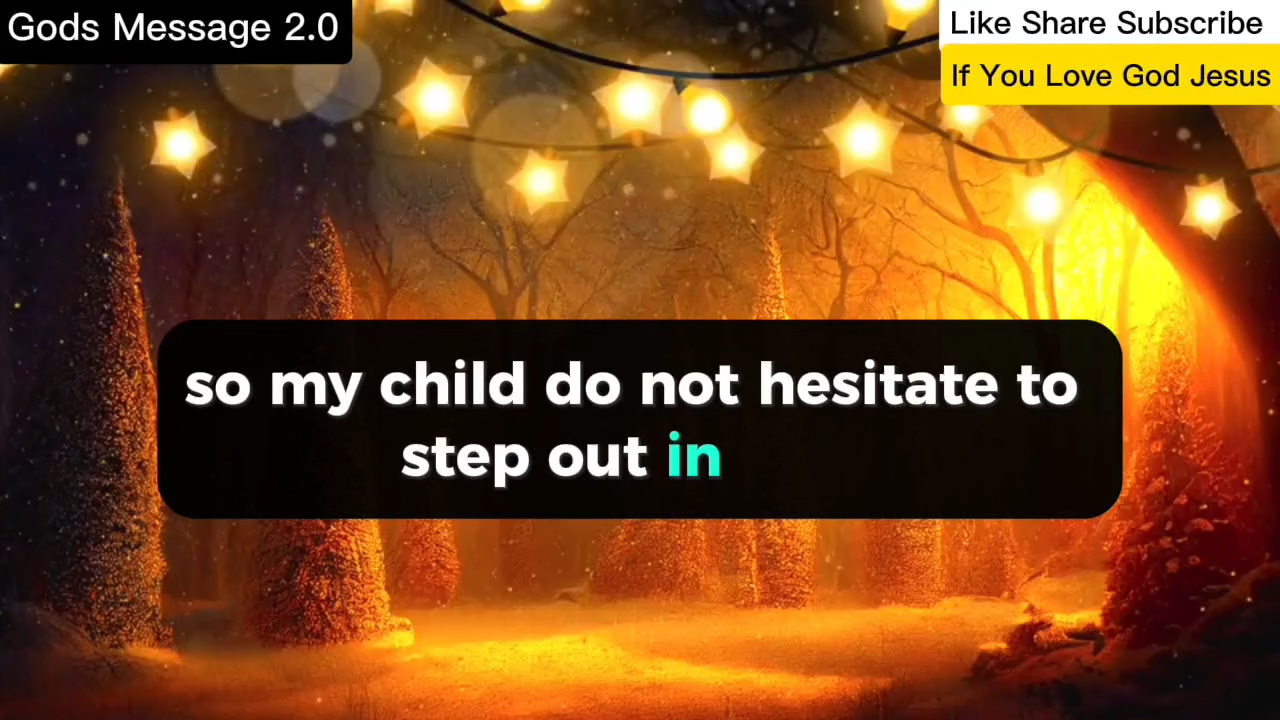 Gods Message 2.0
Like Share Subscribe
If You Love God Jesus
so my child do not hesitate to
step out in